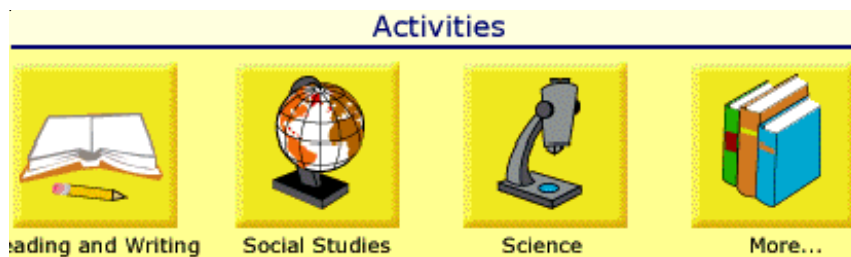 Activities
eading and Writing
Social Studies
Science
More...